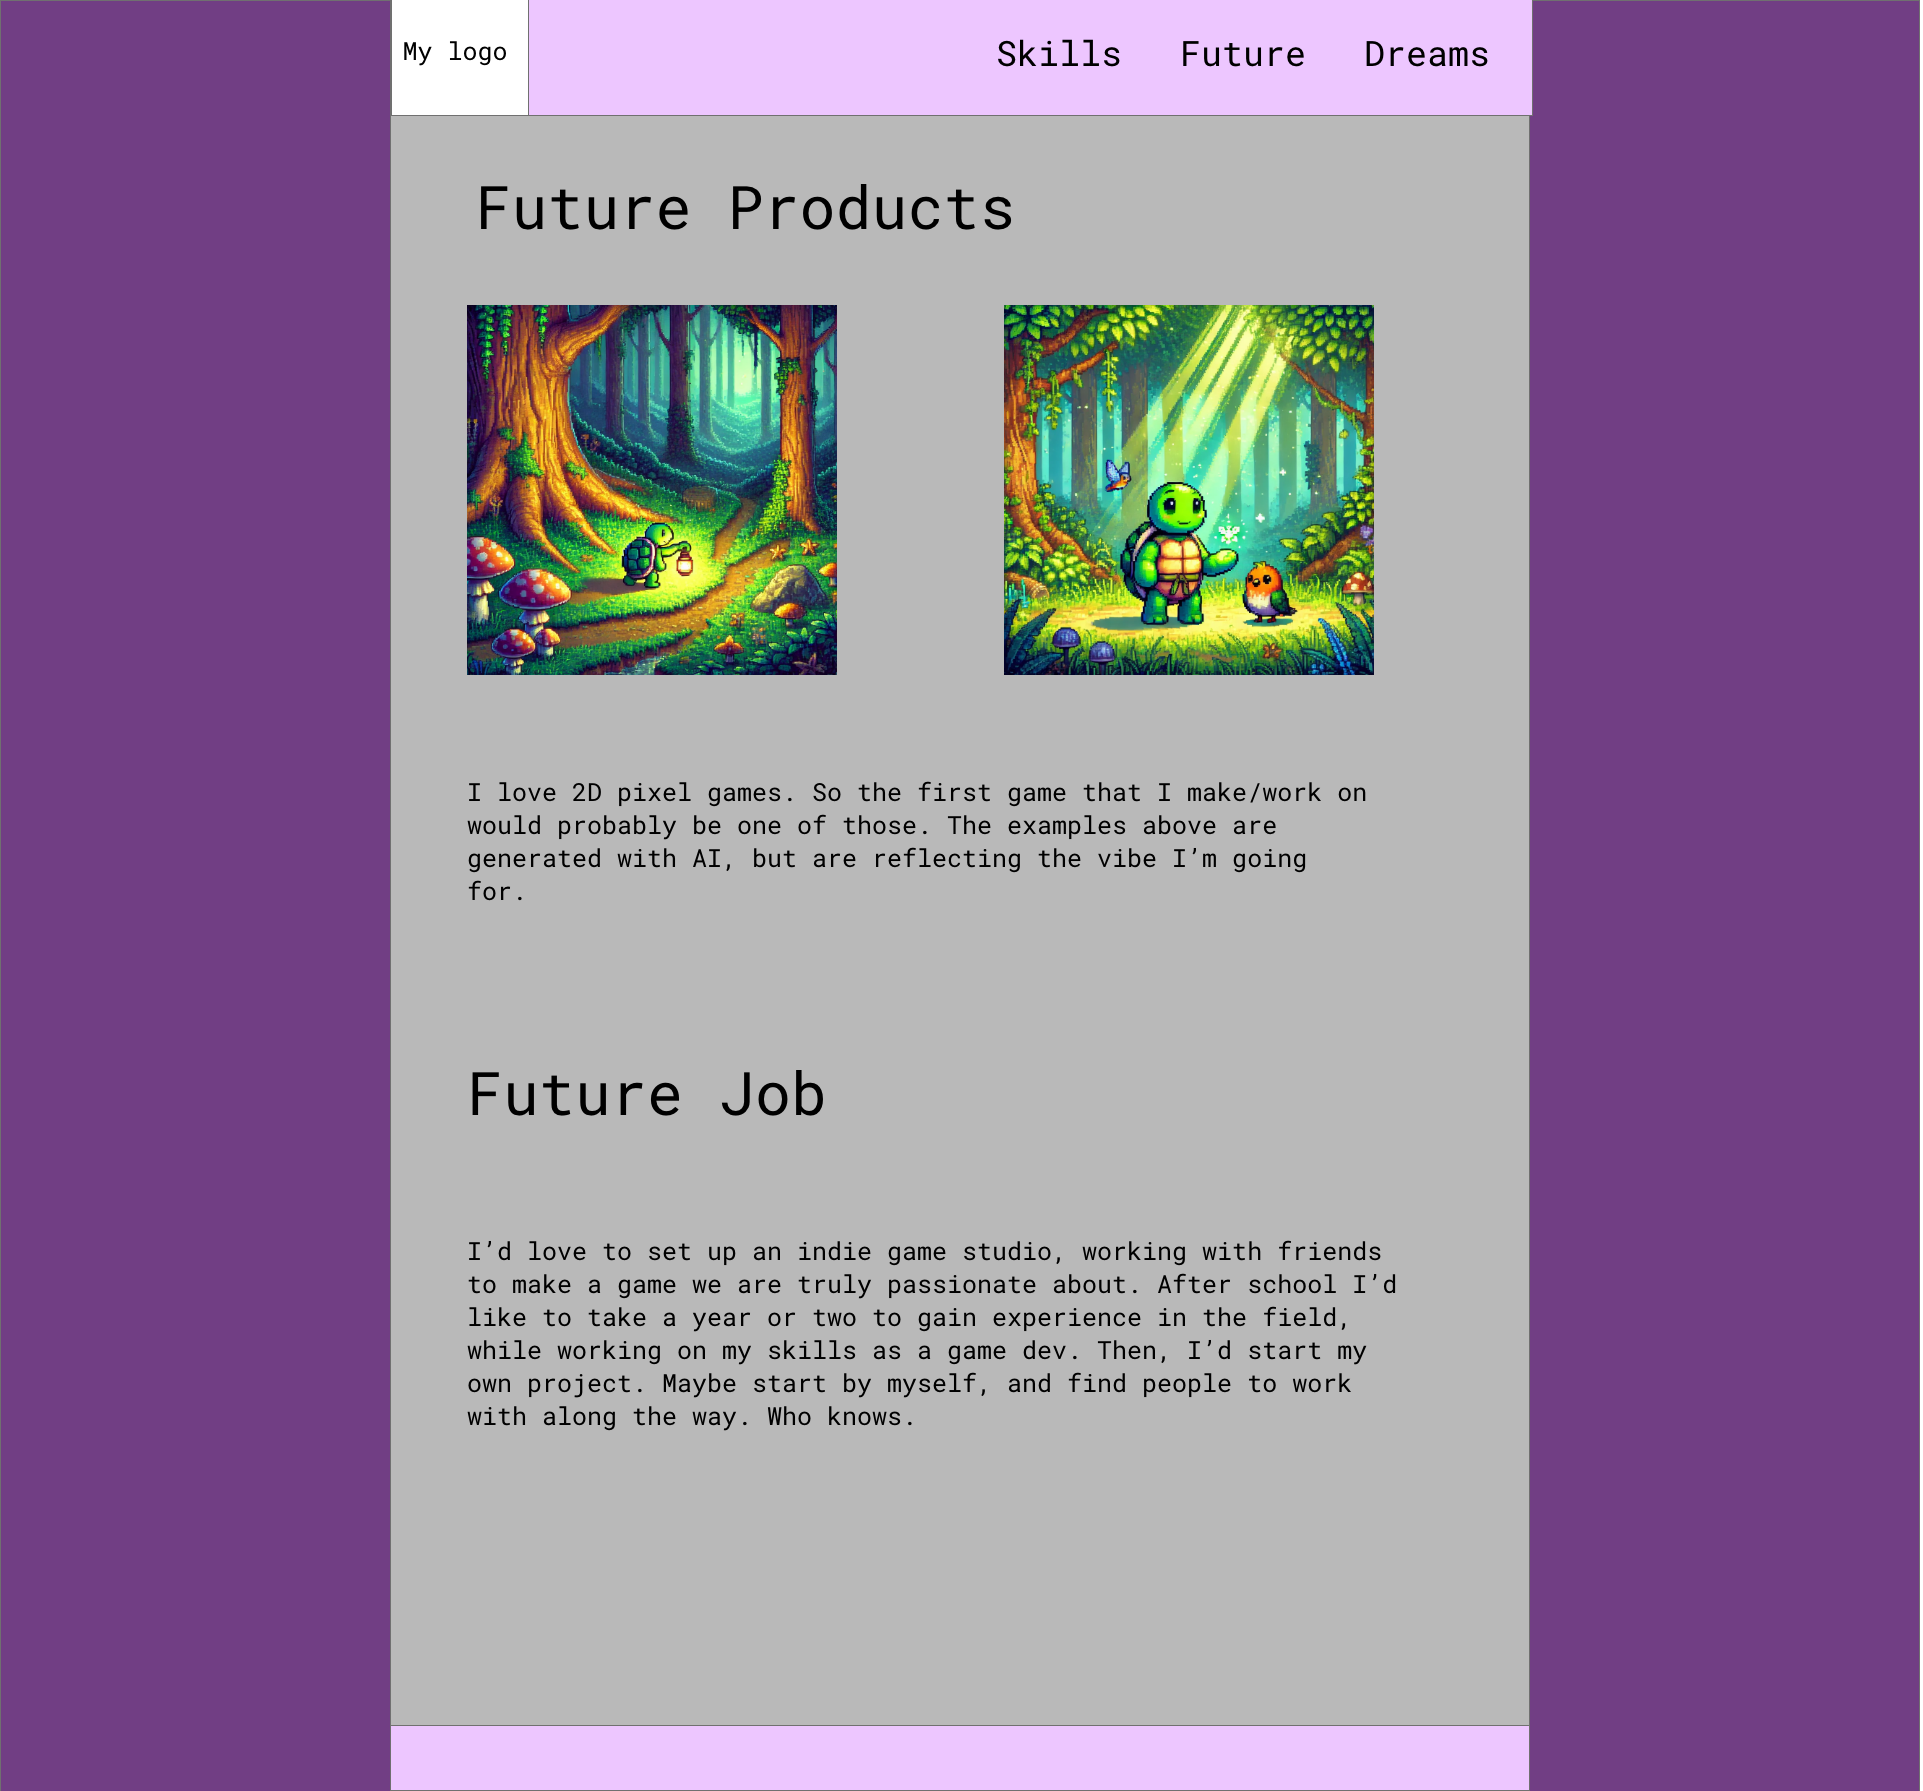 My logo
Skills Future Dreams
Future Products
I love 2D pixel games. So the first game that I make/work on
would probably be one of those. The examples above are
generated with AI, but are reflecting the vibe I’m going
for.
Future Job
I’d love to set up an indie game studio, working with friends
to make a game we are truly passionate about. After school I’d
like to take a year or two to gain experience in the field,
while working on my skills as a game dev. Then, I’d start my
own project. Maybe start by myself, and find people to work
with along the way. Who knows.